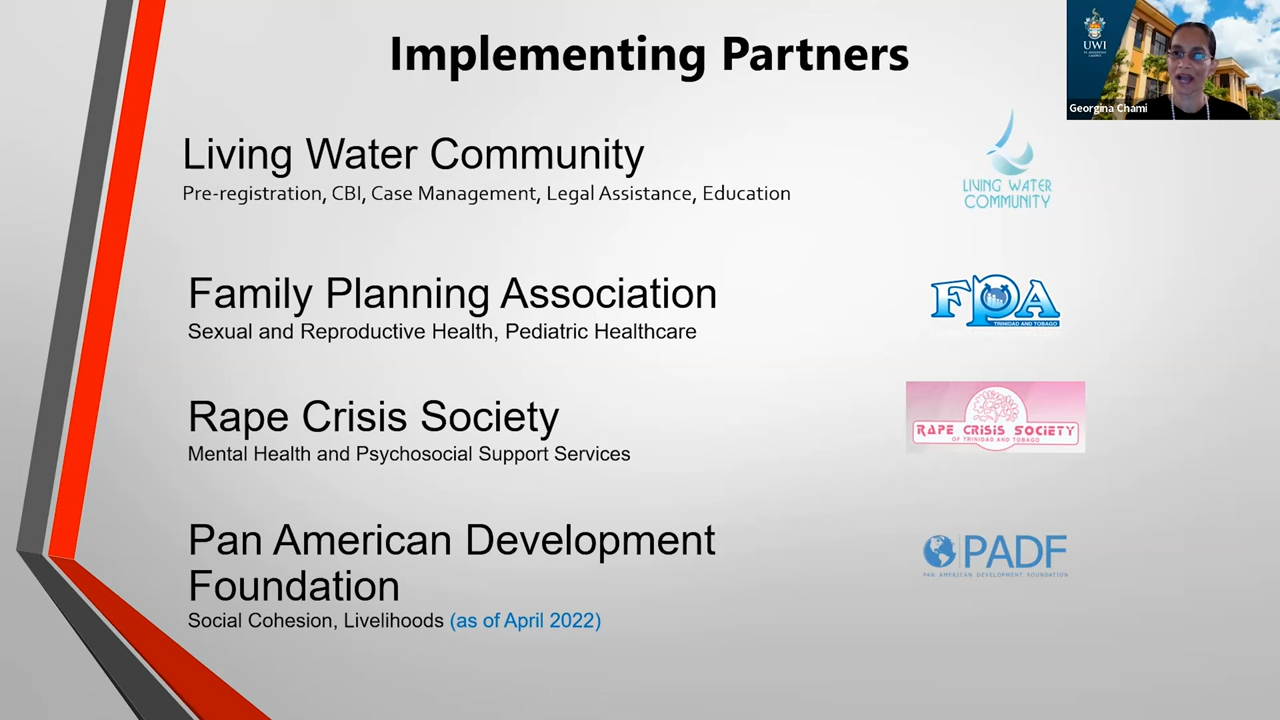 Implementing Partners
UWI
Georgina Chami
Living Water Community
Pre-registration, CBI, Case Management, Legal Assistance, Education
LIVING WATER
COMMUNITY
Family Planning Association
Sexual and Reproductive Health, Pediatric Healthcare
FPA
TRINIDAD AND TOBAGO
Rape Crisis Society
Mental Health and Psychosocial Support Services
RAPE CRISIS SOCIETY
OF TRINIDAD AND TOBAGO
Pan American Development
Foundation
Social Cohesion, Livelihoods (as of April 2022)
PADF
PAN AMERICAN DEVELOPMENT FOUNDATION